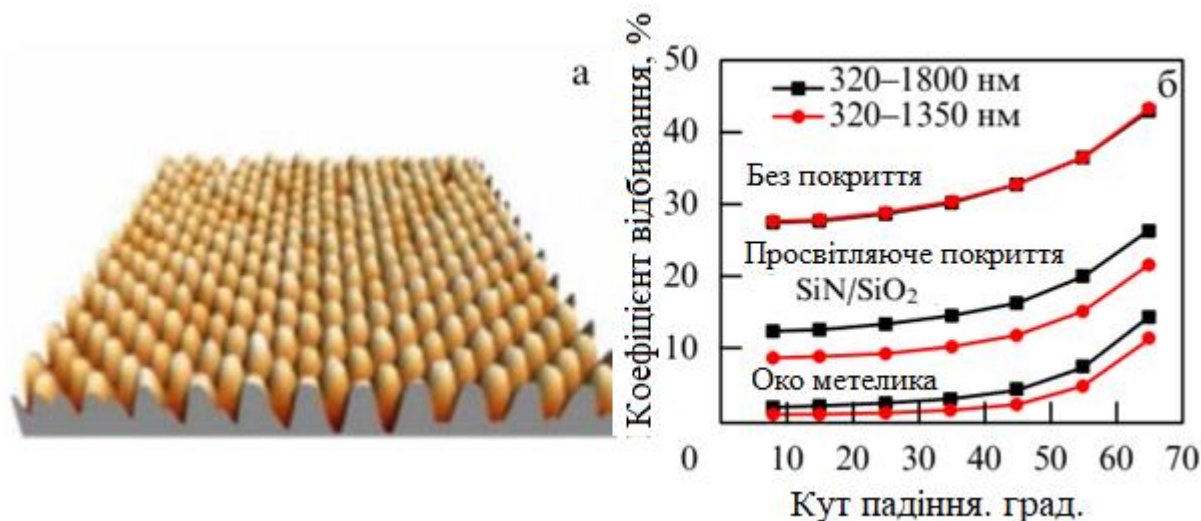 а
б
Коефіцієнт відбивання, %
50
40
30
20
10
0
320–1800 нм
320–1350 нм
Без покриття
Просвітляюче покриття
SiN/SiO₂
Око метелика
10 20 30 40 50 60 70
Кут падіння. град.